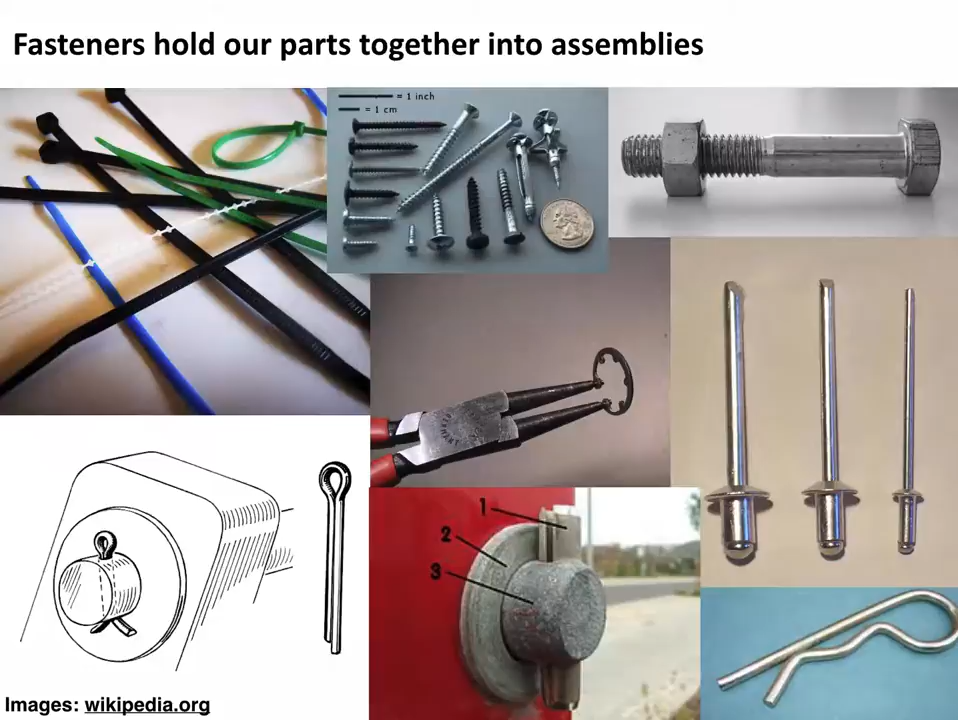 Fasteners hold our parts together into assemblies
≈ 1 inch
≈ 1 cm
1
2
3
Images: wikipedia.org